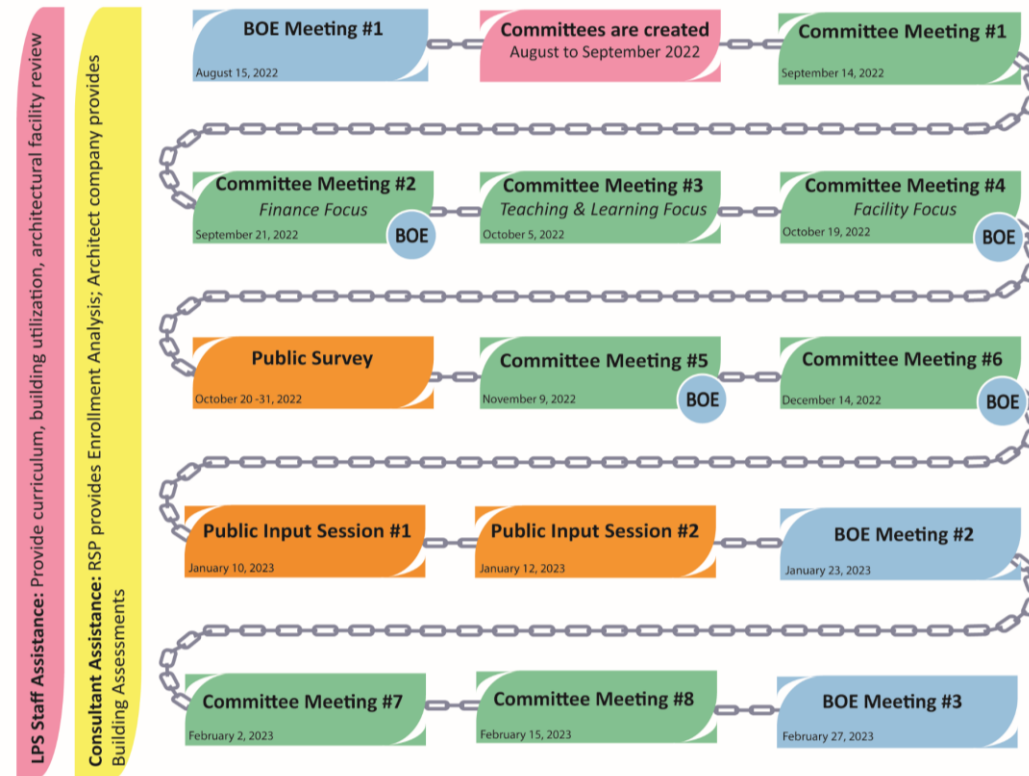 LPS Staff Assistance: Provide curriculum, building utilization, architectural facility review
Consultant Assistance: RSP provides Enrollment Analysis; Architect company provides
Building Assessments
BOE Meeting #1
August 15, 2022
Committees are created
August to September 2022
Committee Meeting #1
September 14, 2022
Committee Meeting #2
Finance Focus
September 21, 2022
BOE
Committee Meeting #3
Teaching & Learning Focus
October 5, 2022
Committee Meeting #4
Facility Focus
October 19, 2022
BOE
Public Survey
October 20 -31, 2022
Committee Meeting #5
November 9, 2022
BOE
Committee Meeting #6
December 14, 2022
BOE
Public Input Session #1
January 10, 2023
Public Input Session #2
January 12, 2023
BOE Meeting #2
January 23, 2023
Committee Meeting #7
February 2, 2023
Committee Meeting #8
February 15, 2023
BOE Meeting #3
February 27, 2023